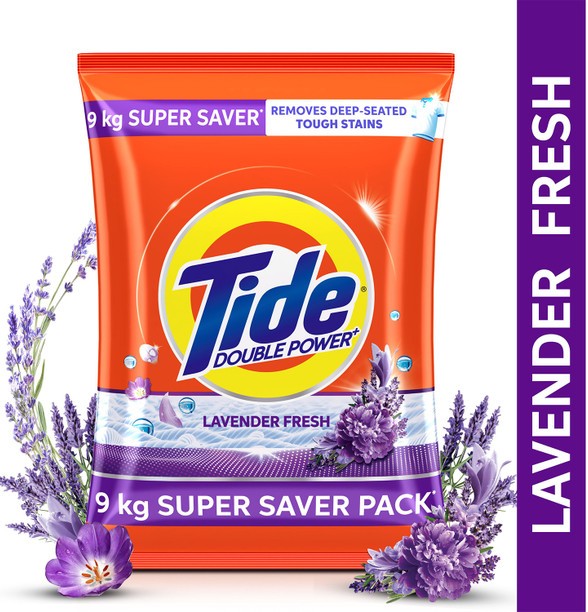 9 kg SUPER SAVER*
REMOVES DEEP-SEATED
TOUGH STAINS
Tide®
DOUBLE POWER+
LAVENDER FRESH
9 kg SUPER SAVER PACK*
LAVENDER FRESH